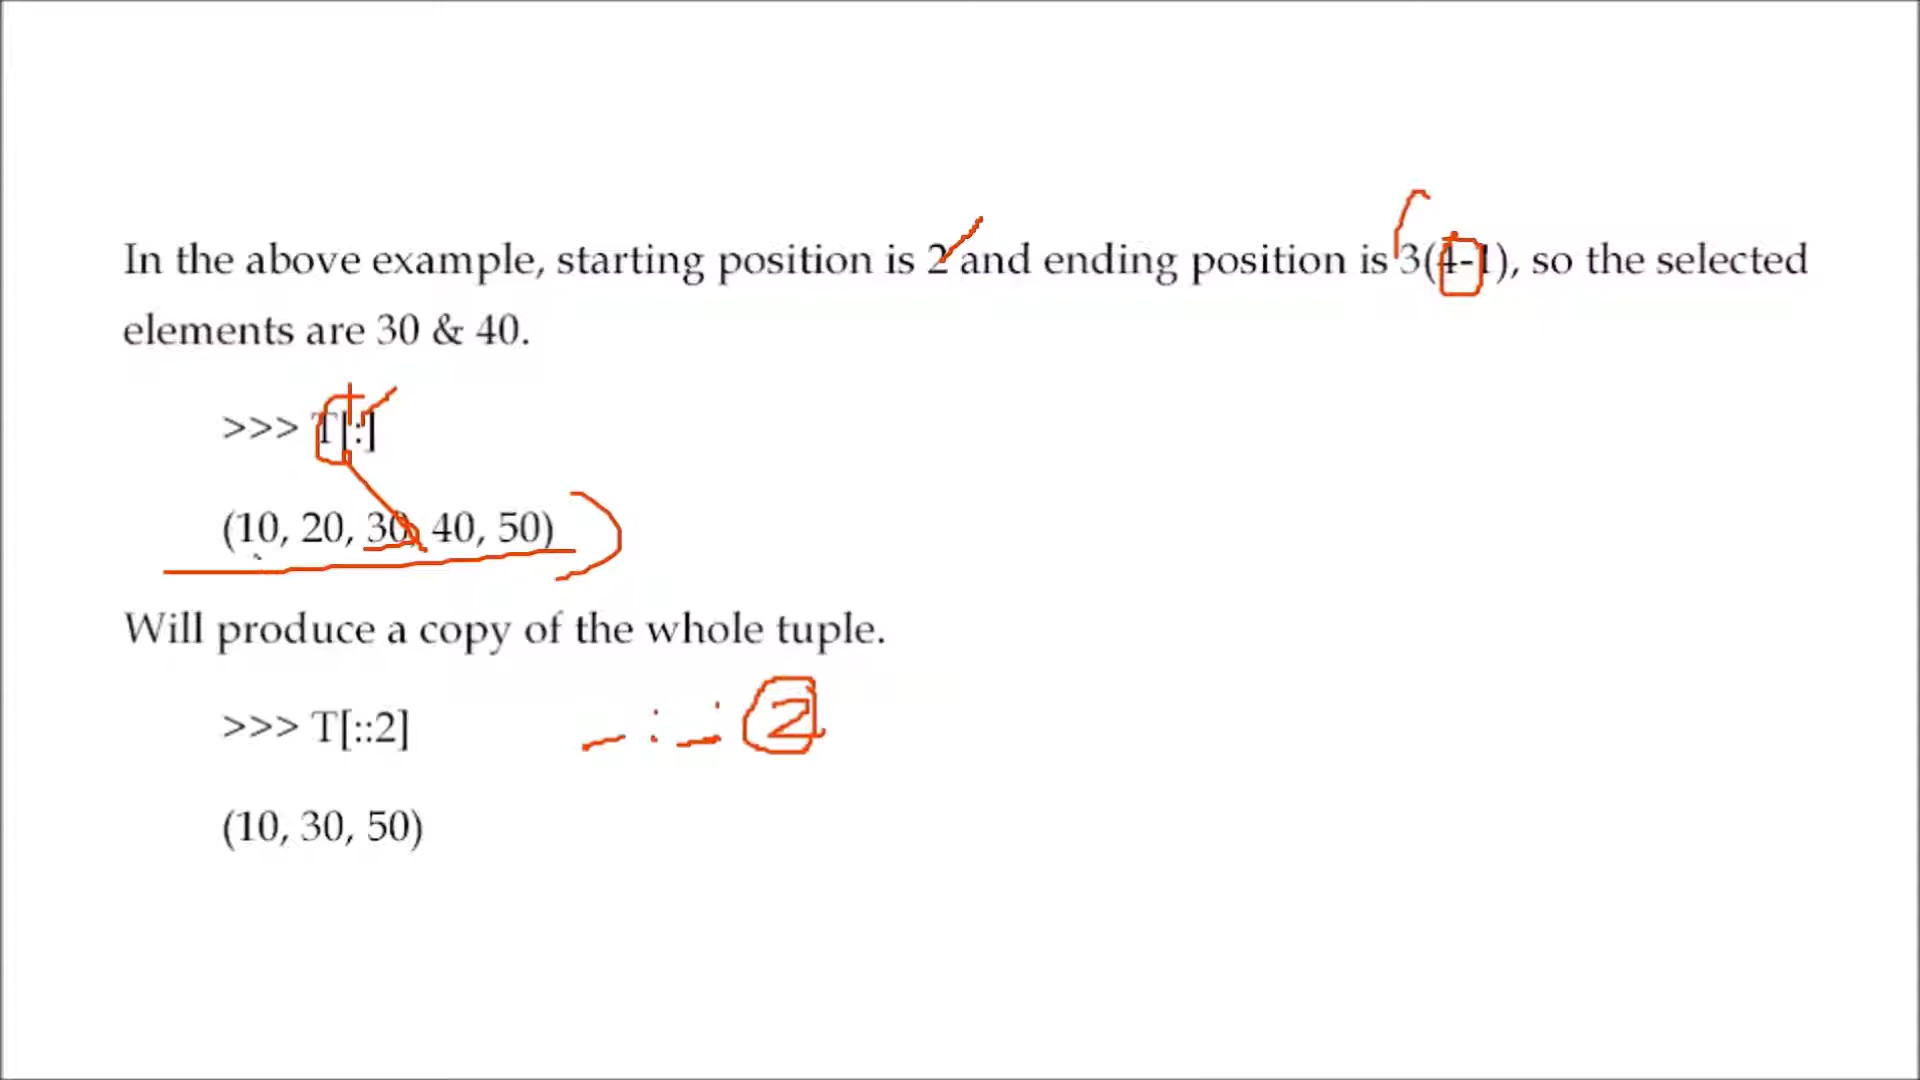 In the above example, starting position is 2 and ending position is 3(4-1), so the selected
elements are 30 & 40.
>>> T[:]
(10, 20, 30, 40, 50)
Will produce a copy of the whole tuple.
>>> T[::2] _ : _ : 2
(10, 30, 50)